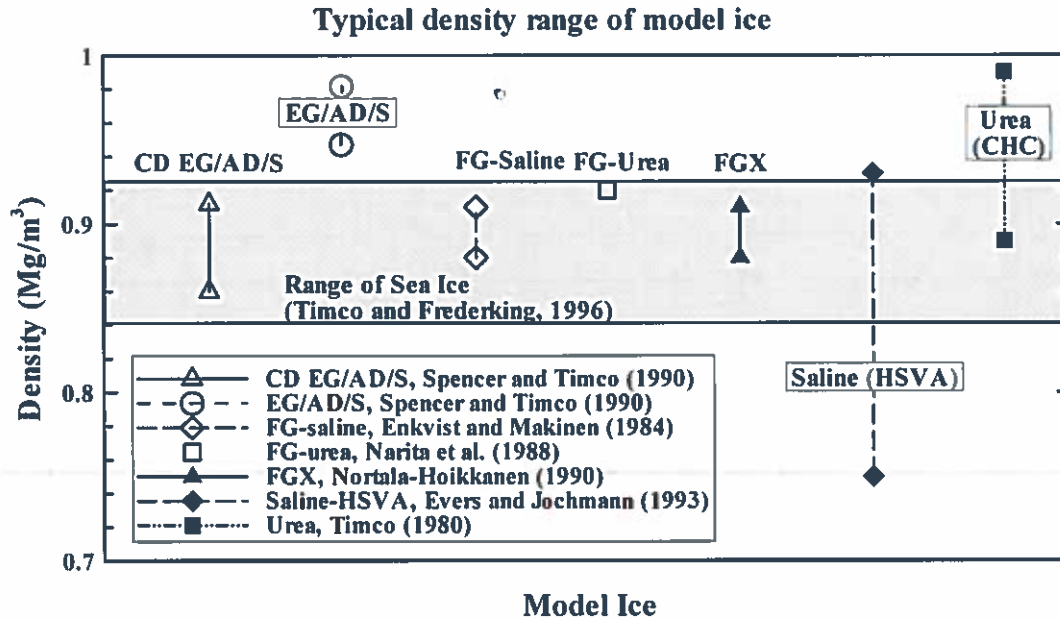 Typical density range of model ice
1
EG/AD/S
Urea
(CHC)
CD EG/AD/S
FG-Saline
FG-Urea
FGX
0.9
Range of Sea Ice
(Timco and Frederking, 1996)
Density (Mg/m³)
0.8
CD EG/AD/S, Spencer and Timco (1990)
EG/AD/S, Spencer and Timco (1990)
FG-saline, Enkvist and Makinen (1984)
FG-urea, Narita et al. (1988)
FGX, Nortala-Hoikkanen (1990)
Saline-HSVA, Evers and Jochmann (1993)
Urea, Timco (1980)
Saline (HSVA)
0.7
Model Ice